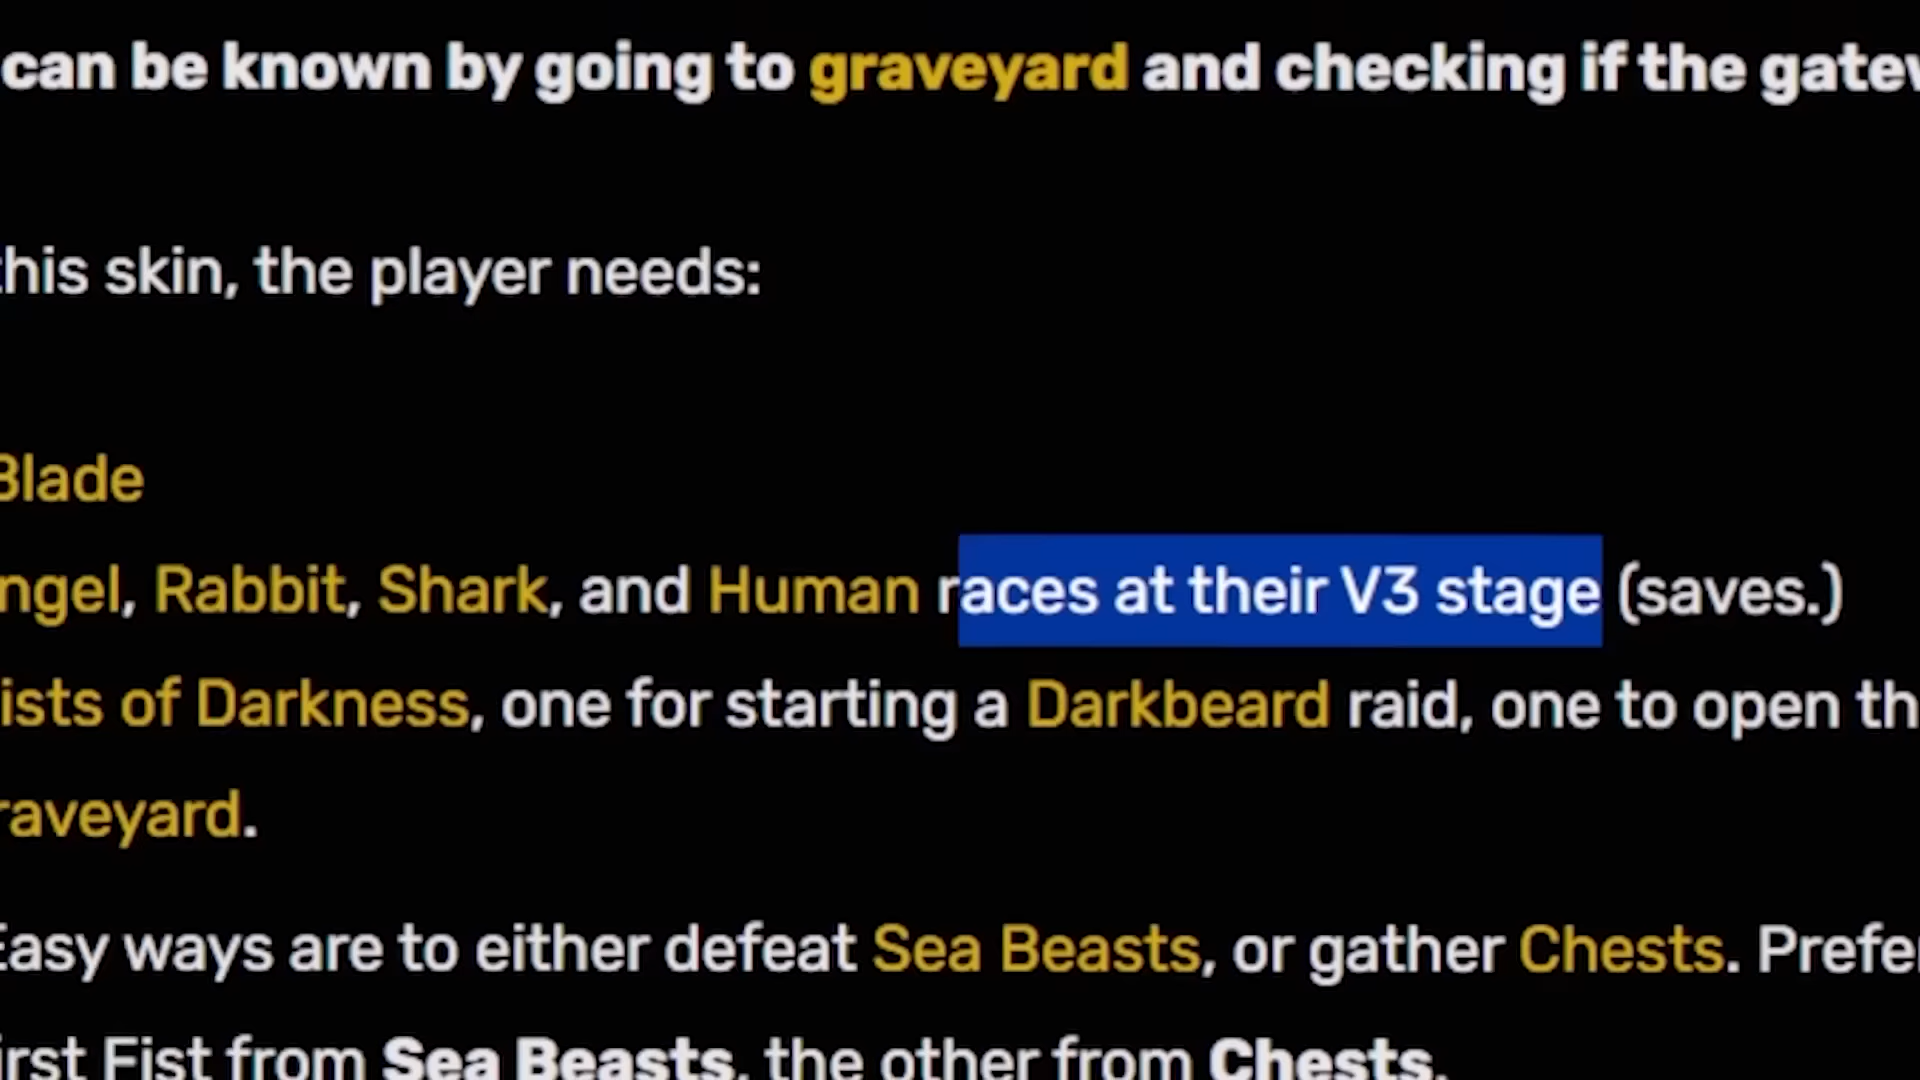 can be known by going to graveyard and checking if the
this skin, the player needs:
Blade
ngel, Rabbit, Shark, and Human races at their V3 stage (saves.)
ists of Darkness, one for starting a Darkbeard raid, one to open th
raveyard.
Easy ways are to either defeat Sea Beasts, or gather Chests. Prefer
irst Fist from Sea Beasts, the other from Chests.